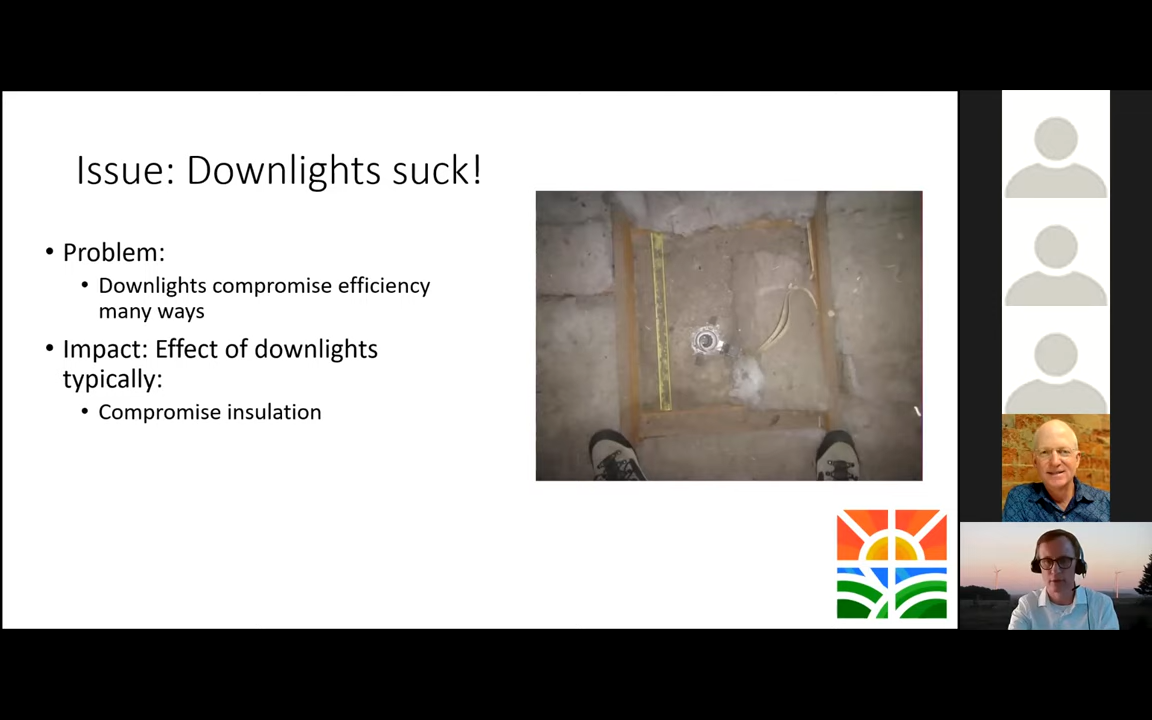 Issue: Downlights suck!
• Problem:
• Downlights compromise efficiency
many ways
• Impact: Effect of downlights
typically:
• Compromise insulation